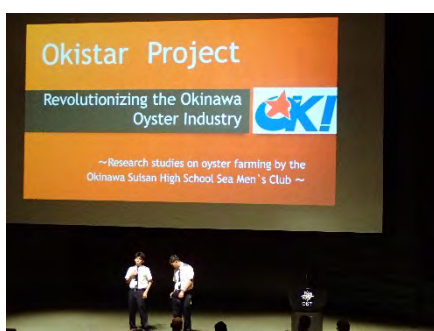 Okistar Project
Revolutionizing the Okinawa
Oyster Industry
OK!
~Research studies on oyster farming by the
Okinawa Suisan High School Sea Men`s Club ~
OIST